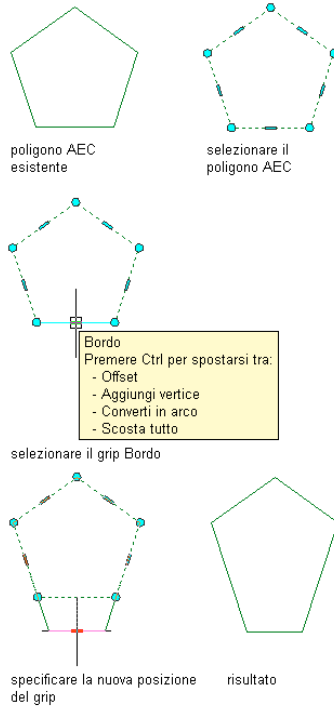 poligono AEC
esistente
selezionare il
poligono AEC
Bordo
Premere Ctrl per spostarsi tra:
- Offset
- Aggiungi vertice
- Converti in arco
- Scosta tutto
selezionare il grip Bordo
specificare la nuova posizione
del grip
risultato